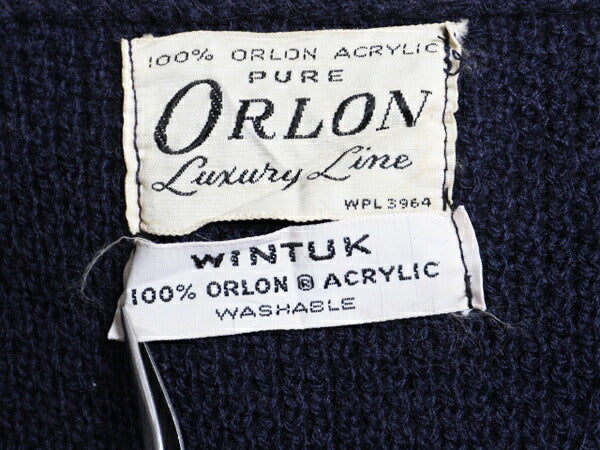 100% ORLON ACRYLIC
PURE
ORLON
Luxury Line
WPL 3964
WINTUK
100% ORLON ® ACRYLIC
WASHABLE